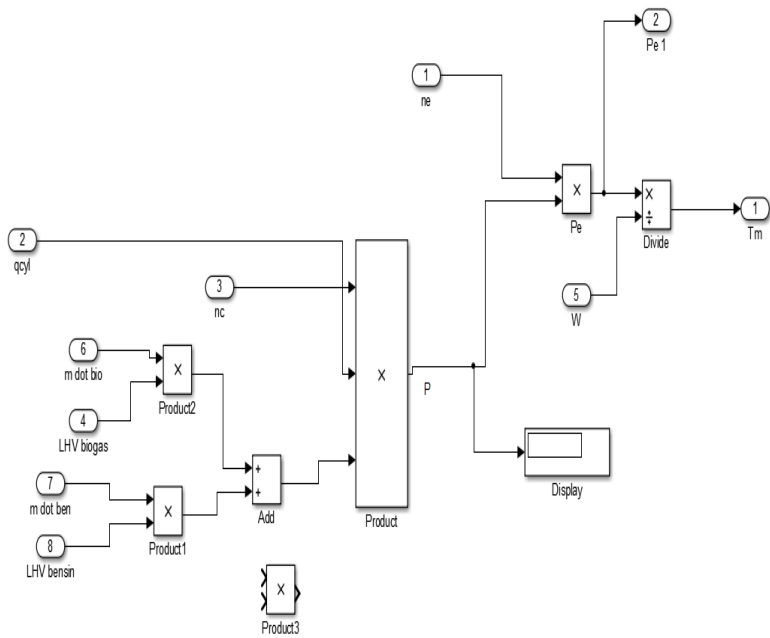 2
Pe 1
1
ne
×
Pe
×
÷
Divide
1
Tm
2
qcyl
3
nc
5
W
6
m dot bio
×
Product2
4
LHV biogas
×
P
Product
7
m dot ben
×
Product1
8
LHV bensin
+
+
Add
Display
×
Product3